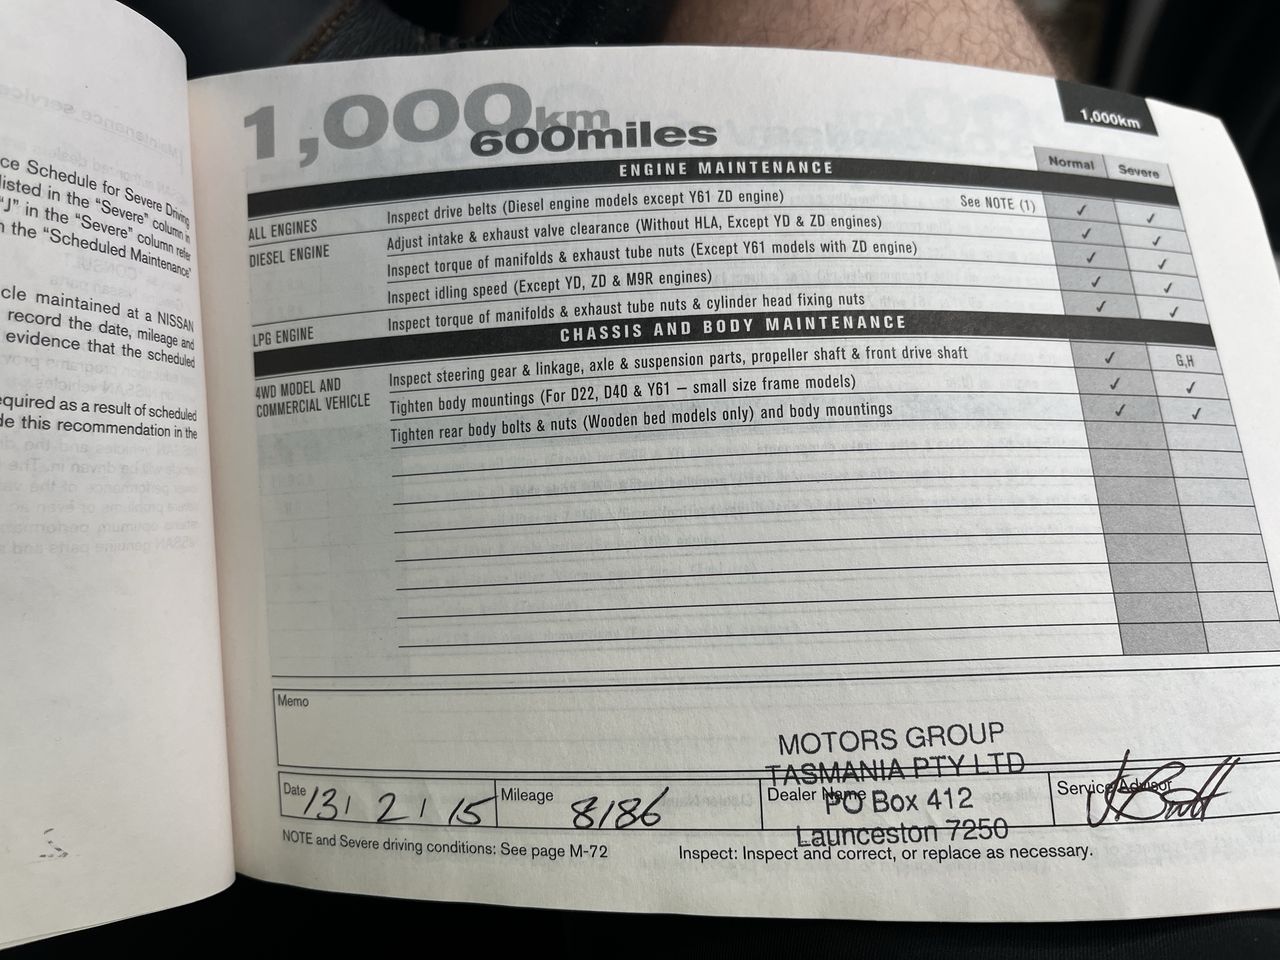 ce Schedule for Severe Driving
listed in the "Severe" column in
"J" in the "Severe" column refer
n the "Scheduled Maintenance"
cle maintained at a NISSAN
record the date, mileage and
evidence that the scheduled
equired as a result of scheduled
de this recommendation in the
1,000km
600miles
1,000km
ENGINE MAINTENANCE
Normal Severe
ALL ENGINES Inspect drive belts (Diesel engine models except Y61 ZD engine) See NOTE (1) ✓ ✓
DIESEL ENGINE Adjust intake & exhaust valve clearance (Without HLA, Except YD & ZD engines) ✓ ✓
Inspect torque of manifolds & exhaust tube nuts (Except Y61 models with ZD engine) ✓ ✓
Inspect idling speed (Except YD, ZD & M9R engines) ✓ ✓
LPG ENGINE Inspect torque of manifolds & exhaust tube nuts & cylinder head fixing nuts ✓ ✓
CHASSIS AND BODY MAINTENANCE
4WD MODEL AND Inspect steering gear & linkage, axle & suspension parts, propeller shaft & front drive shaft ✓ G,H
COMMERCIAL VEHICLE Tighten body mountings (For D22, D40 & Y61 – small size frame models) ✓ ✓
Tighten rear body bolts & nuts (Wooden bed models only) and body mountings ✓ ✓
Memo
MOTORS GROUP
TASMANIA PTY LTD
PO Box 412
Launceston 7250
Date 13/2/15 Mileage 8186 Dealer Name Service Advisor
NOTE and Severe driving conditions: See page M-72 Inspect: Inspect and correct, or replace as necessary.